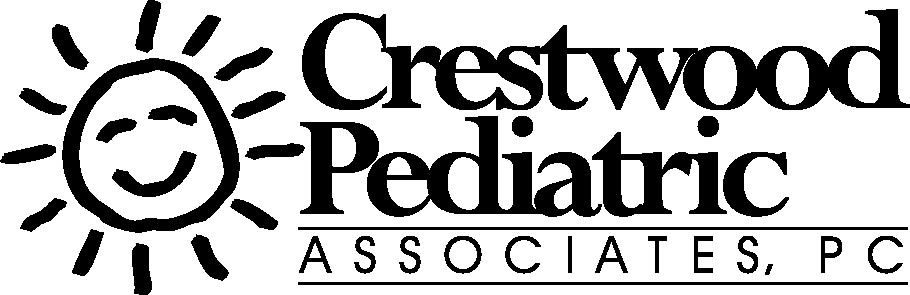 Crestwood
Pediatric
ASSOCIATES, PC